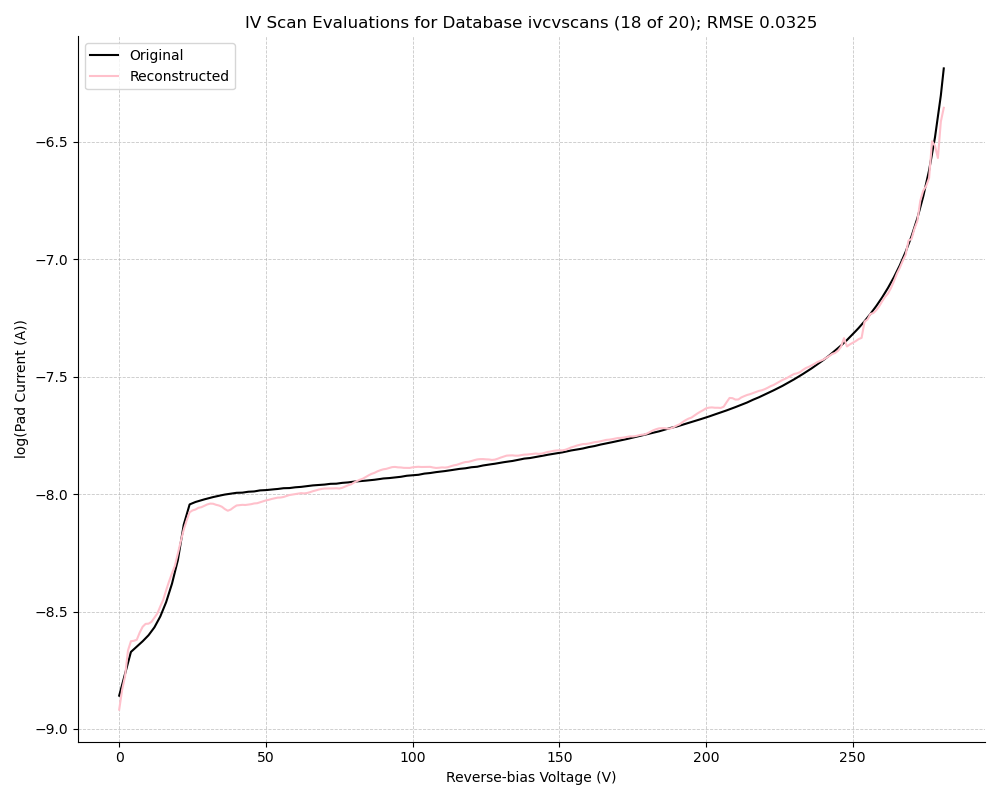 IV Scan Evaluations for Database ivcvscans (18 of 20); RMSE 0.0325
Original
Reconstructed
−6.5
−7.0
−7.5
−8.0
−8.5
−9.0
log(Pad Current (A))
0
50
100
150
200
250
Reverse-bias Voltage (V)